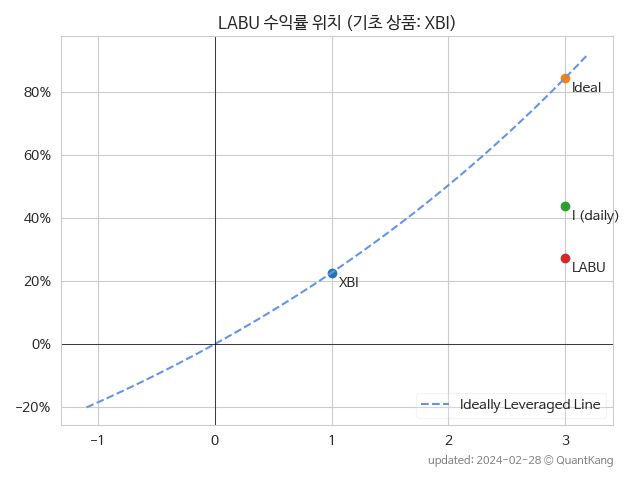 LABU 수익률 위치 (기초 상품: XBI)
80%
60%
40%
20%
0%
−20%
Ideal
I (daily)
LABU
XBI
Ideally Leveraged Line
−1
0
1
2
3
updated: 2024-02-28 © QuantKang